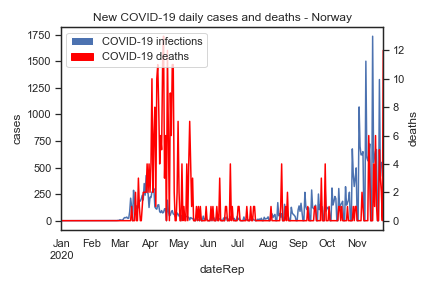 New COVID-19 daily cases and deaths - Norway
COVID-19 infections
COVID-19 deaths
1750
1500
1250
1000
750
500
250
0
cases
12
10
8
6
4
2
0
deaths
Jan Feb Mar Apr May Jun Jul Aug Sep Oct Nov
2020
dateRep